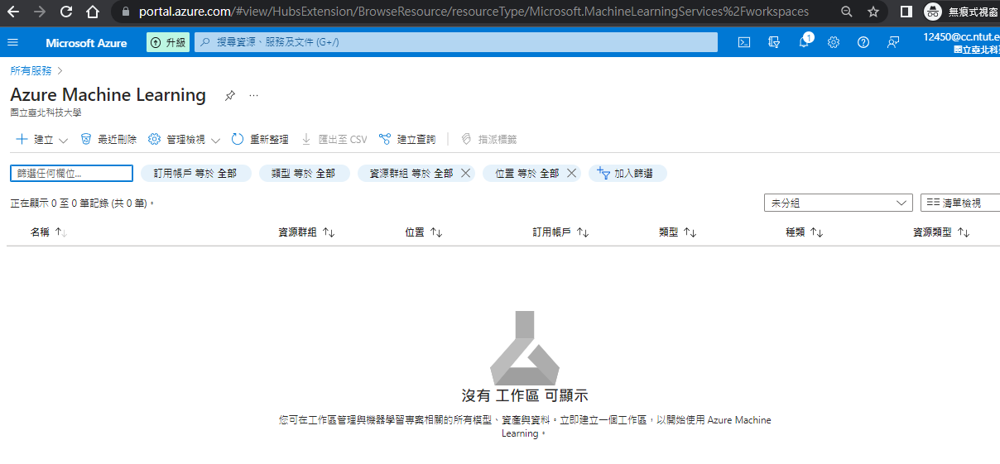 portal.azure.com/#view/HubsExtension/BrowseResource/resourceType/Microsoft.MachineLearningServices%2Fworkspaces 無痕式視窗
Microsoft Azure 升級 搜尋資源、服務及文件 (G+/) 1 12450@cc.ntut.e
國立臺北科
所有服務
Azure Machine Learning ...
國立臺北科技大學
建立 最近刪除 管理檢視 重新整理 匯出至 CSV 建立查詢 指派標籤
篩選任何欄位... 訂用帳戶 等於 全部 類型 等於 全部 資源群組 等於 全部 位置 等於 全部 加入篩選
正在顯示 0 至 0 筆記錄 (共 0 筆)。 未分組 清單檢視
名稱 資源群組 位置 訂用帳戶 類型 種類 資源類型
沒有 工作區 可顯示
您可在工作區管理與機器學習專案相關的所有模型、資產與資料。立即建立一個工作區，以開始使用 Azure Machine
Learning。